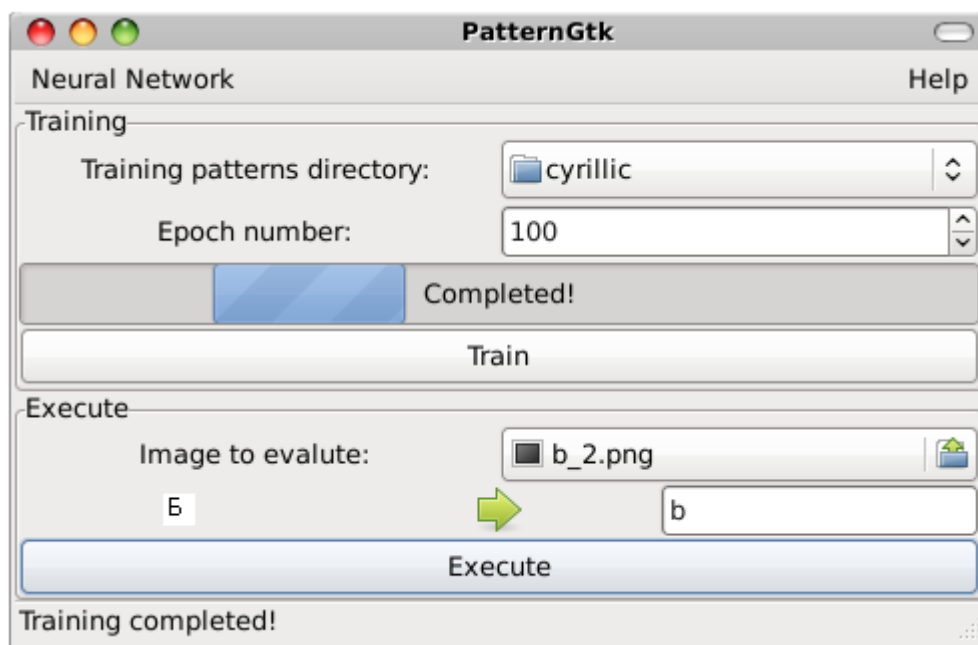 PatternGtk
Neural Network Help
Training
Training patterns directory: cyrillic
Epoch number: 100
Completed!
Train
Execute
Image to evalute: b_2.png
Б b
Execute
Training completed!